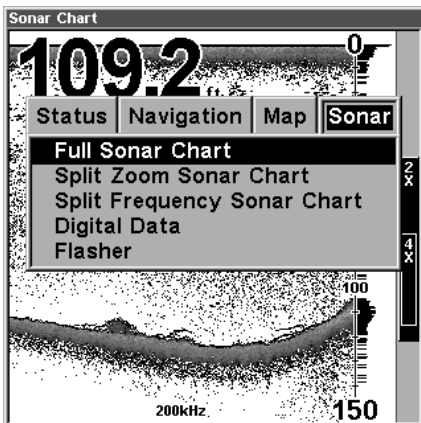 Sonar Chart
109.2 ft. 0
Status Navigation Map Sonar
Full Sonar Chart
Split Zoom Sonar Chart
Split Frequency Sonar Chart
Digital Data
Flasher
2X
4X
100
200kHz 150